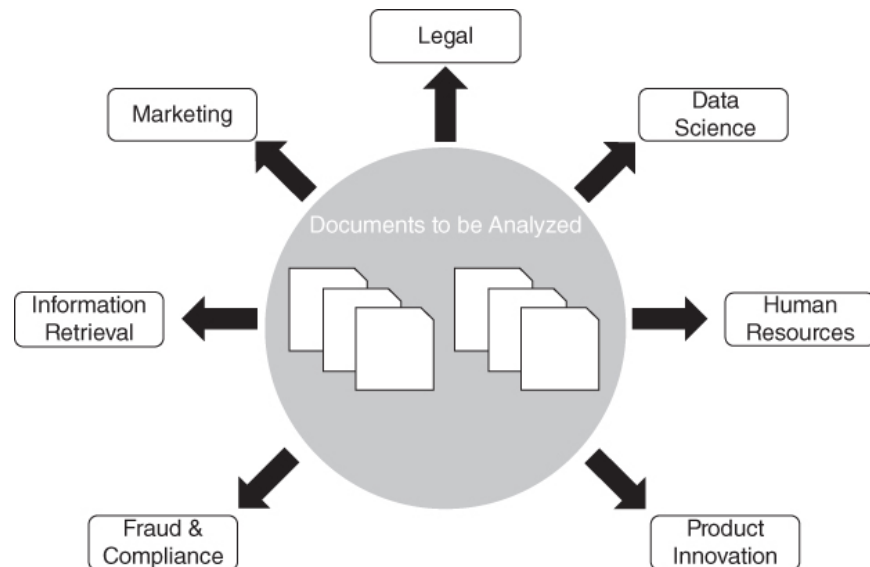 Legal
Marketing
Data
Science
Documents to be Analyzed
Information
Retrieval
Human
Resources
Fraud &
Compliance
Product
Innovation